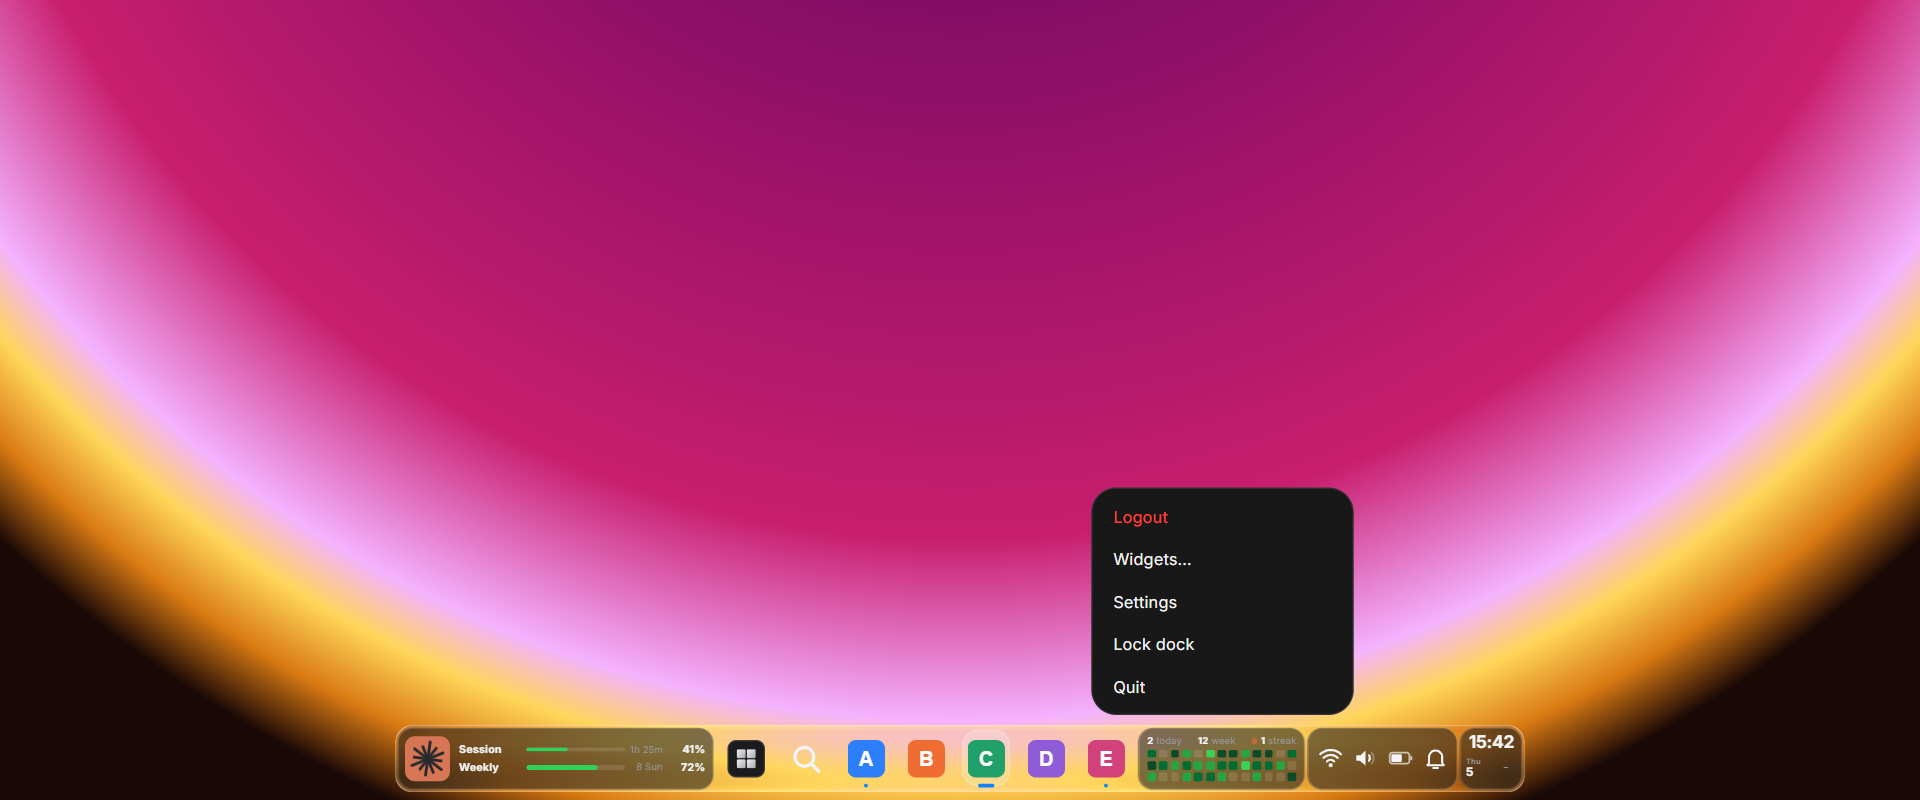 Logout
Widgets...
Settings
Lock dock
Quit
Session 1h 25m 41%
Weekly 8 Sun 72%
A
B
C
D
E
2 today 12 week 1 streak
15:42
Thu
5 –